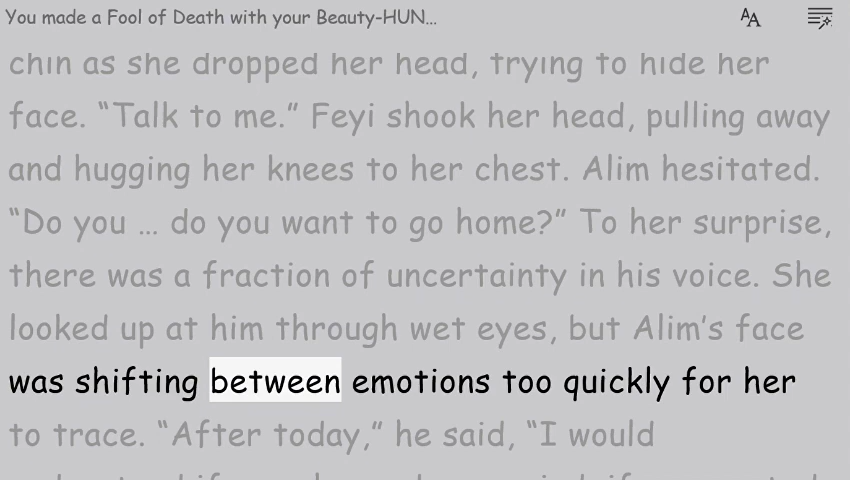 You made a Fool of Death with your Beauty-HUN...
AA
chin as she dropped her head, trying to hide her
face. “Talk to me.” Feyi shook her head, pulling away
and hugging her knees to her chest. Alim hesitated.
“Do you … do you want to go home?” To her surprise,
there was a fraction of uncertainty in his voice. She
looked up at him through wet eyes, but Alim’s face
was shifting between emotions too quickly for her
to trace. “After today,” he said, “I would